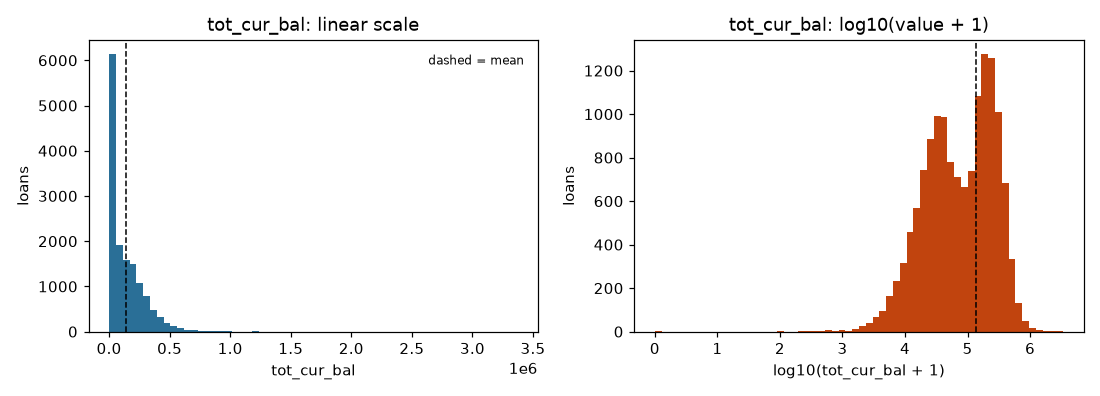 tot_cur_bal: linear scale
dashed = mean
loans
6000
5000
4000
3000
2000
1000
0
0.0 0.5 1.0 1.5 2.0 2.5 3.0 3.5
1e6
tot_cur_bal
tot_cur_bal: log10(value + 1)
loans
1200
1000
800
600
400
200
0
0 1 2 3 4 5 6
log10(tot_cur_bal + 1)